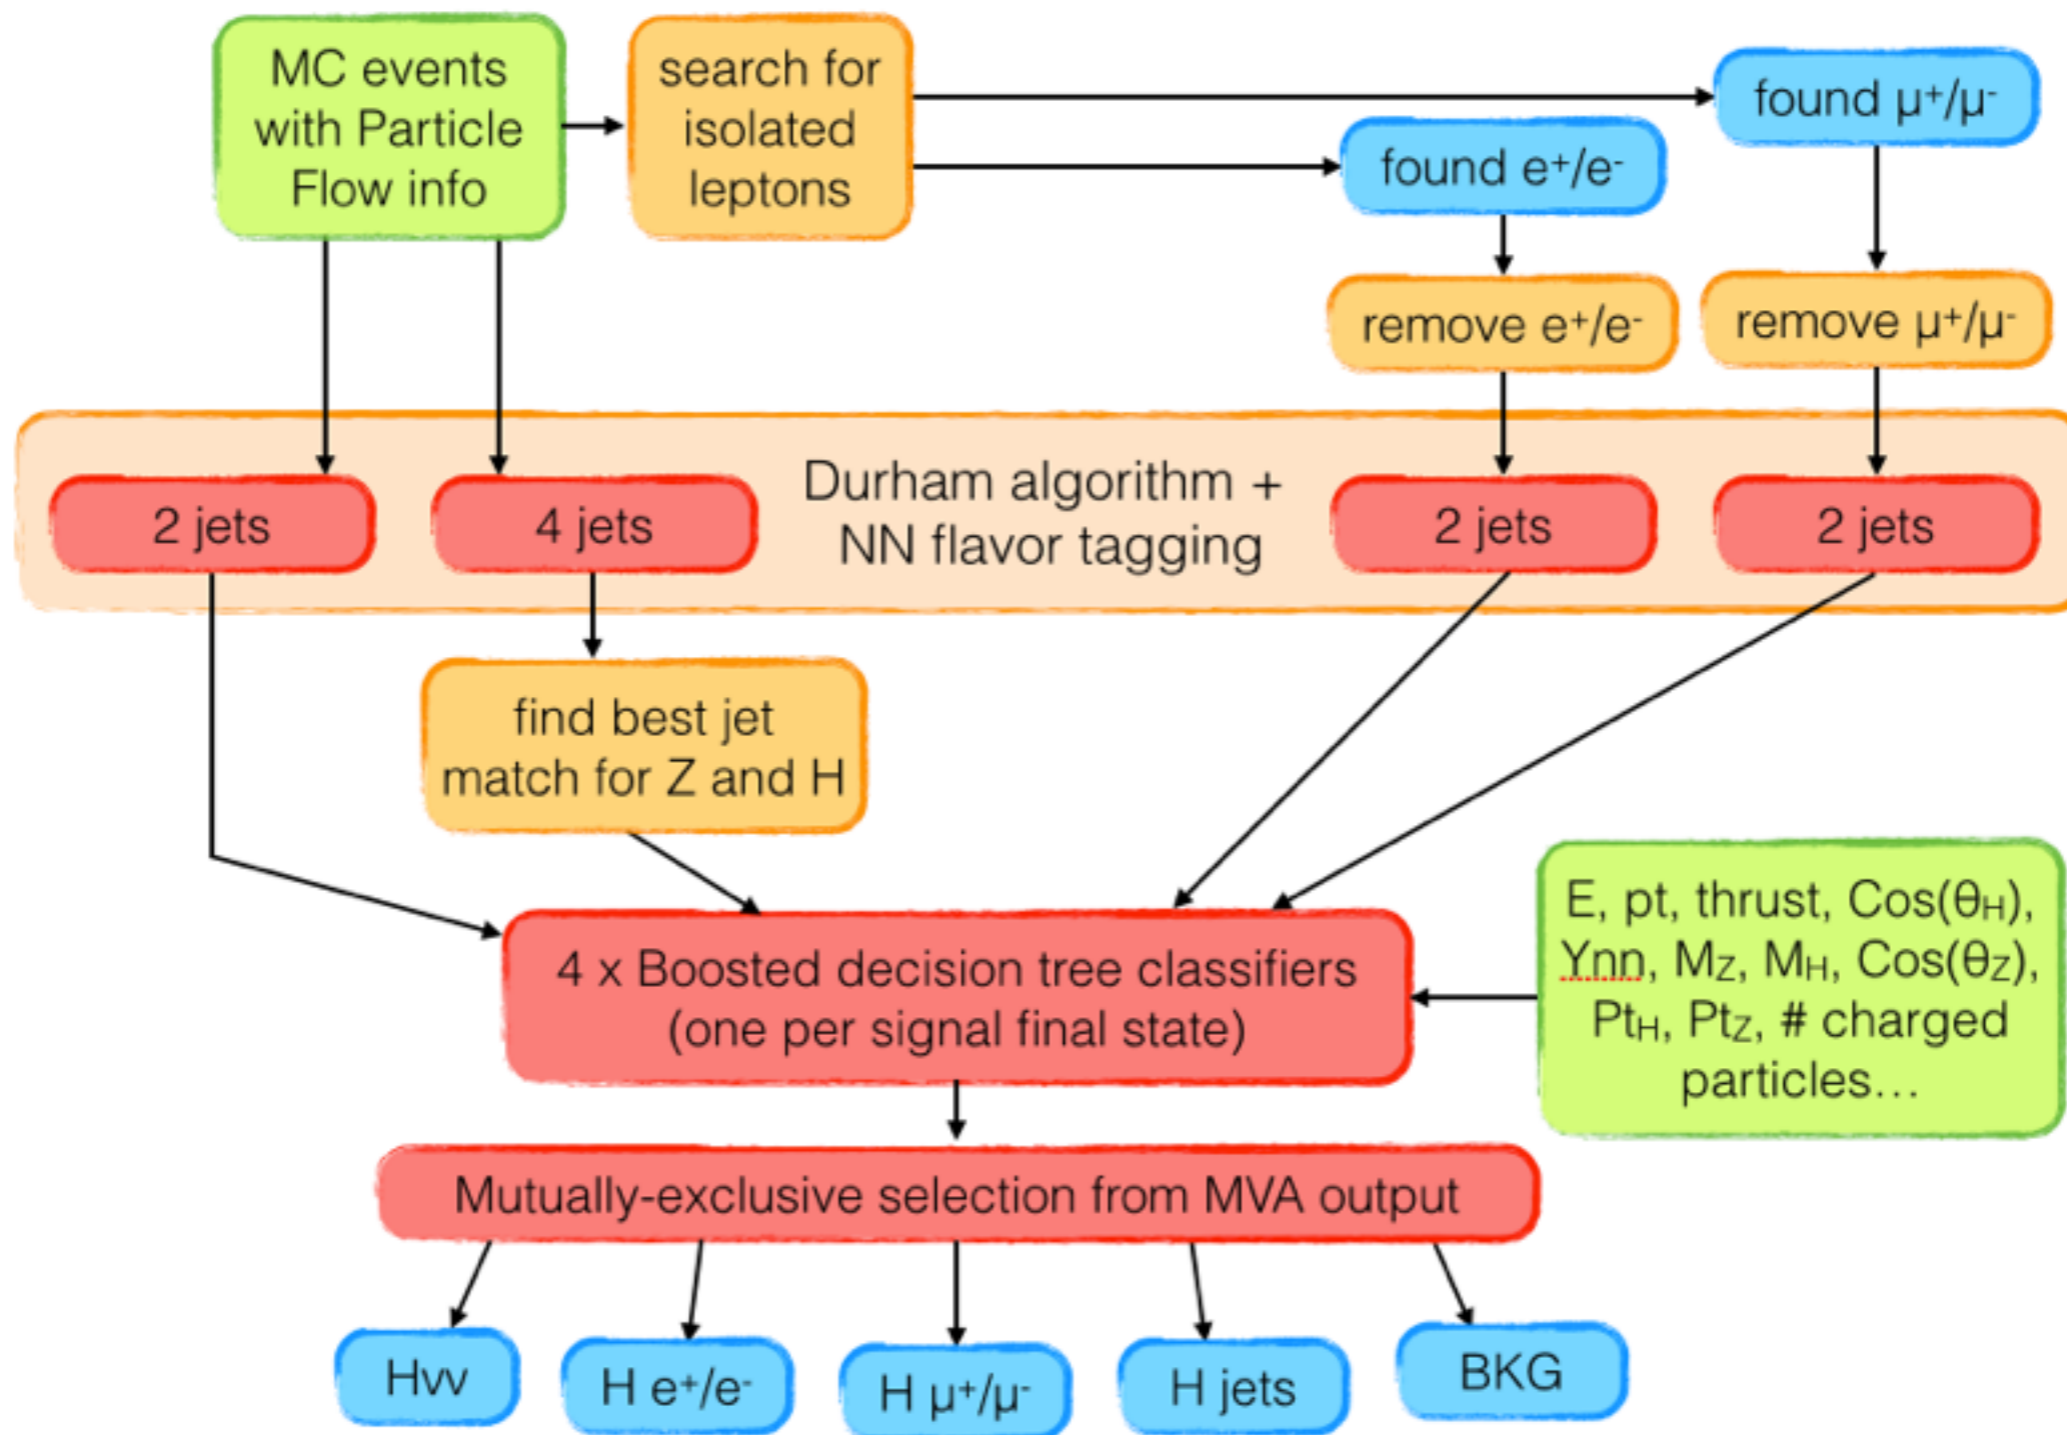 MC events
with Particle
Flow info
search for
isolated
leptons
found μ⁺/μ⁻
found e⁺/e⁻
remove e⁺/e⁻
remove μ⁺/μ⁻
2 jets
4 jets
Durham algorithm +
NN flavor tagging
2 jets
2 jets
find best jet
match for Z and H
E, pt, thrust, Cos(θH),
Ynn, MZ, MH, Cos(θZ),
PtH, PtZ, # charged
particles…
4 x Boosted decision tree classifiers
(one per signal final state)
Mutually-exclusive selection from MVA output
Hνν
H e⁺/e⁻
H μ⁺/μ⁻
H jets
BKG